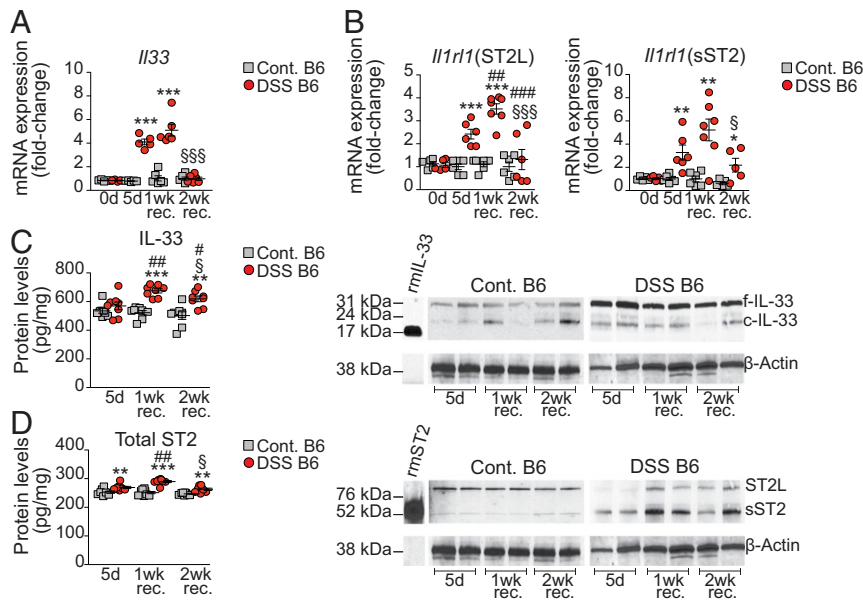 A
Il33
mRNA expression
(fold-change)
10
8
6
4
2
0
***
***
§§§
0d 5d 1wk 2wk
rec. rec.
Cont. B6
DSS B6
B
Il1rl1(ST2L)
mRNA expression
(fold-change)
5
4
3
2
1
0
***
##
***
###
§§§
0d 5d 1wk 2wk
rec. rec.
Il1rl1(sST2)
mRNA expression
(fold-change)
10
8
6
4
2
0
**
**
§
*
0d 5d 1wk 2wk
rec. rec.
Cont. B6
DSS B6
C
IL-33
Protein levels
(pg/mg)
800
600
400
200
0
##
***
#
§
**
5d 1wk 2wk
rec. rec.
Cont. B6
DSS B6
rmIL-33
Cont. B6 DSS B6
31 kDa
24 kDa
17 kDa
f-IL-33
c-IL-33
38 kDa
β-Actin
5d 1wk 2wk 5d 1wk 2wk
rec. rec. rec. rec.
D
Total ST2
Protein levels
(pg/mg)
400
300
200
100
0
**
##
***
§
**
5d 1wk 2wk
rec. rec.
Cont. B6
DSS B6
rmST2
Cont. B6 DSS B6
76 kDa
52 kDa
ST2L
sST2
38 kDa
β-Actin
5d 1wk 2wk 5d 1wk 2wk
rec. rec. rec. rec.